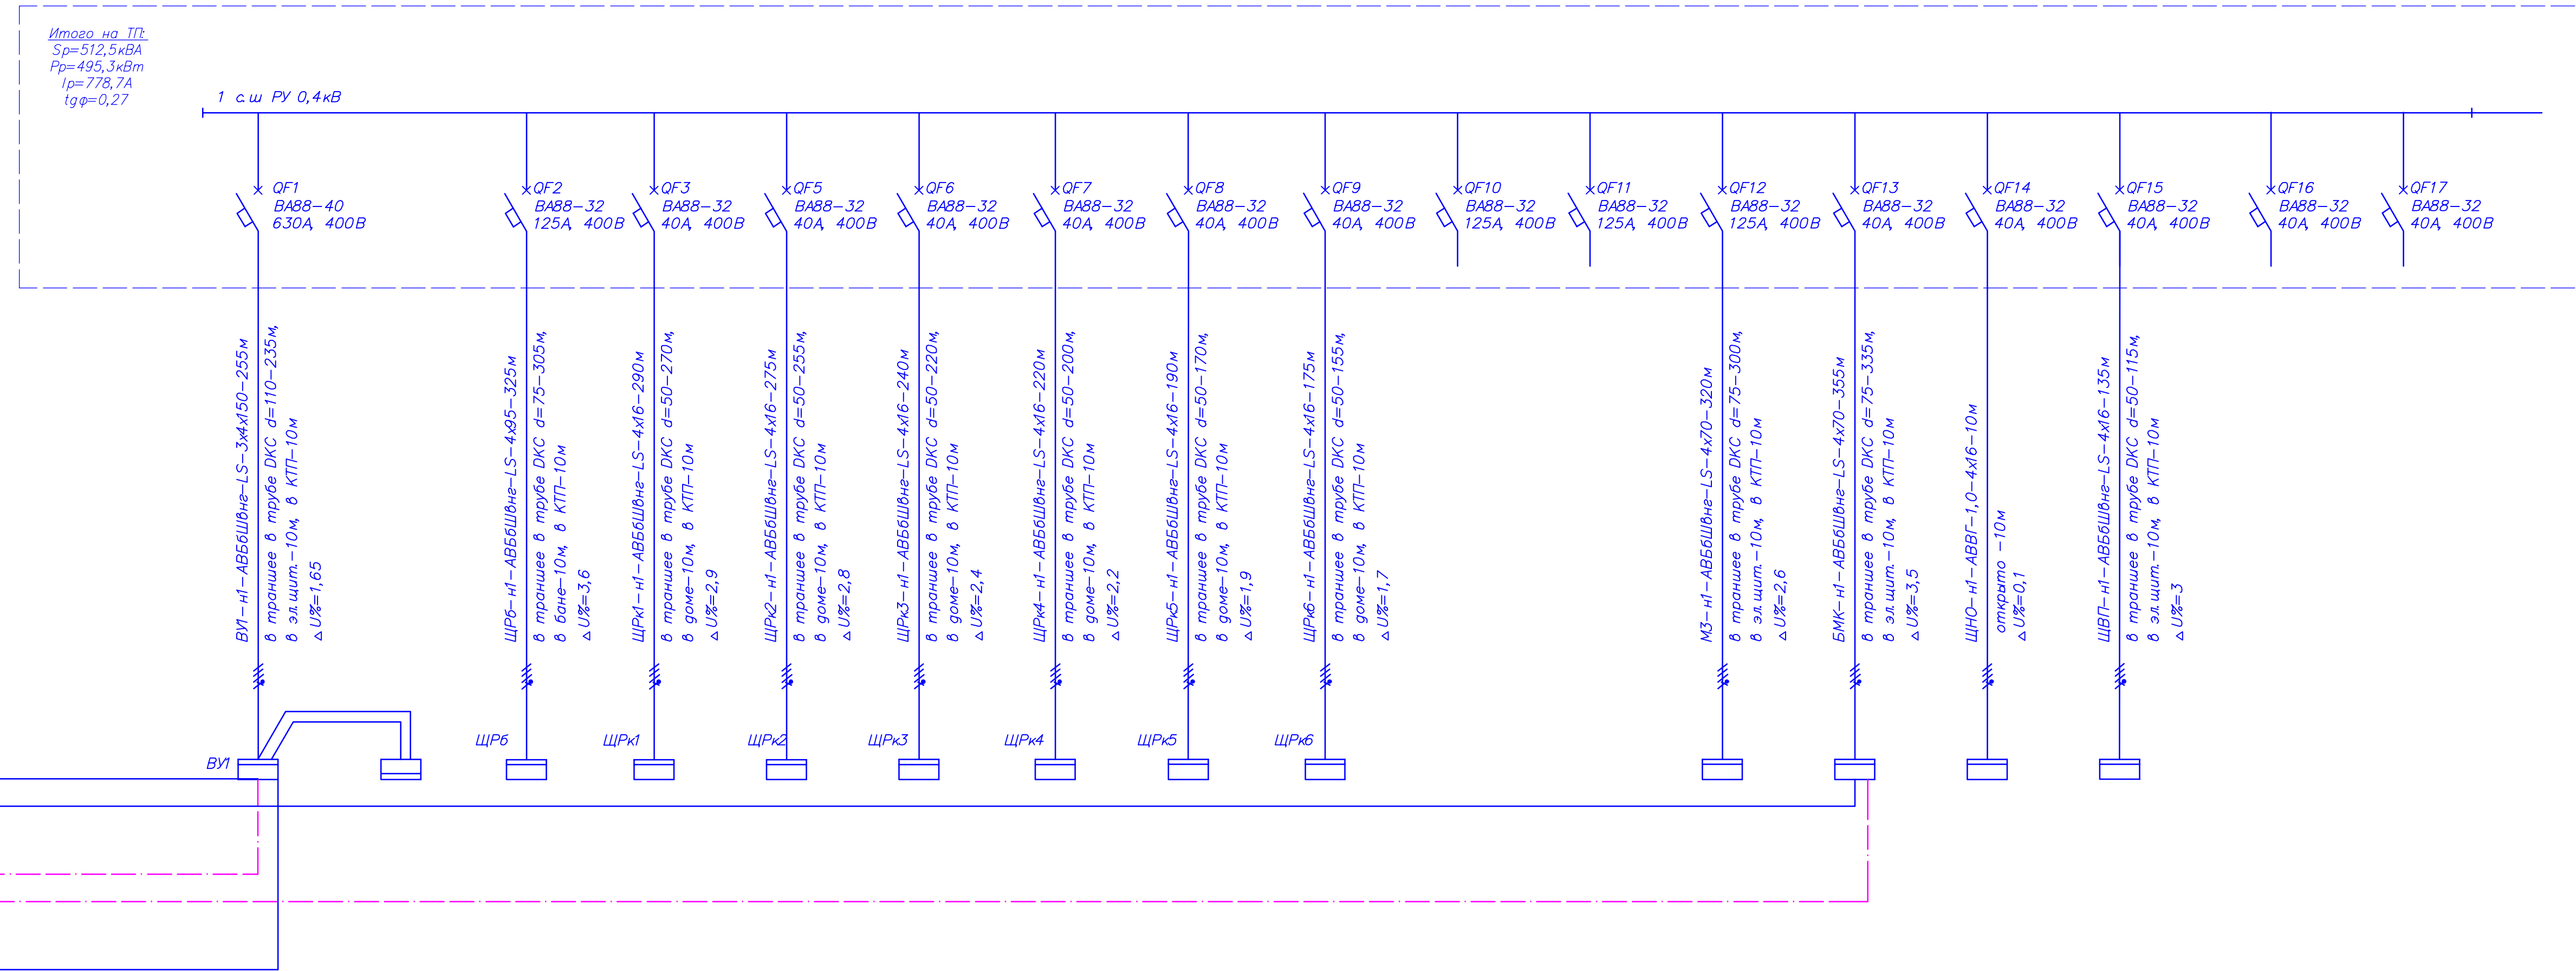 Итого на ТП:
Sp=512,5кВА
Рр=495,3кВт
Iр=778,7А
tgφ=0,27
1 с.ш РУ 0,4кВ
QF1
ВА88-40
630А, 400В
QF2
ВА88-32
125А, 400В
QF3
ВА88-32
40А, 400В
QF5
ВА88-32
40А, 400В
QF6
ВА88-32
40А, 400В
QF7
ВА88-32
40А, 400В
QF8
ВА88-32
40А, 400В
QF9
ВА88-32
40А, 400В
QF10
ВА88-32
125А, 400В
QF11
ВА88-32
125А, 400В
QF12
ВА88-32
125А, 400В
QF13
ВА88-32
40А, 400В
QF14
ВА88-32
40А, 400В
QF15
ВА88-32
40А, 400В
QF16
ВА88-32
40А, 400В
QF17
ВА88-32
40А, 400В
ВУ1-н1-АВБбШвнг-LS-3х4х150-255м
в траншее в трубе DKC d=110-235м,
в эл.щит.-10м, в КТП-10м
△U%=1,65
ЩРб-н1-АВБбШвнг-LS-4х95-325м
в траншее в трубе DKC d=75-305м,
в бане-10м, в КТП-10м
△U%=3,6
ЩРк1-н1-АВБбШвнг-LS-4х16-290м
в траншее в трубе DKC d=50-270м,
в доме-10м, в КТП-10м
△U%=2,9
ЩРк2-н1-АВБбШвнг-LS-4х16-275м
в траншее в трубе DKC d=50-255м,
в доме-10м, в КТП-10м
△U%=2,8
ЩРк3-н1-АВБбШвнг-LS-4х16-240м
в траншее в трубе DKC d=50-220м,
в доме-10м, в КТП-10м
△U%=2,4
ЩРк4-н1-АВБбШвнг-LS-4х16-220м
в траншее в трубе DKC d=50-200м,
в доме-10м, в КТП-10м
△U%=2,2
ЩРк5-н1-АВБбШвнг-LS-4х16-190м
в траншее в трубе DKC d=50-170м,
в доме-10м, в КТП-10м
△U%=1,9
ЩРк6-н1-АВБбШвнг-LS-4х16-175м
в траншее в трубе DKC d=50-155м,
в доме-10м, в КТП-10м
△U%=1,7
МЗ-н1-АВБбШвнг-LS-4х70-320м
в траншее в трубе DKC d=75-300м,
в эл.щит.-10м, в КТП-10м
△U%=2,6
БМК-н1-АВБбШвнг-LS-4х70-355м
в траншее в трубе DKC d=75-335м,
в эл.щит.-10м, в КТП-10м
△U%=3,5
ЩНО-н1-АВВГ-1,0-4х16-10м
открыто -10м
△U%=0,1
ЩВП-н1-АВБбШвнг-LS-4х16-135м
в траншее в трубе DKC d=50-115м,
в эл.щит.-10м, в КТП-10м
△U%=3
ВУ1
ЩРб
ЩРк1
ЩРк2
ЩРк3
ЩРк4
ЩРк5
ЩРк6